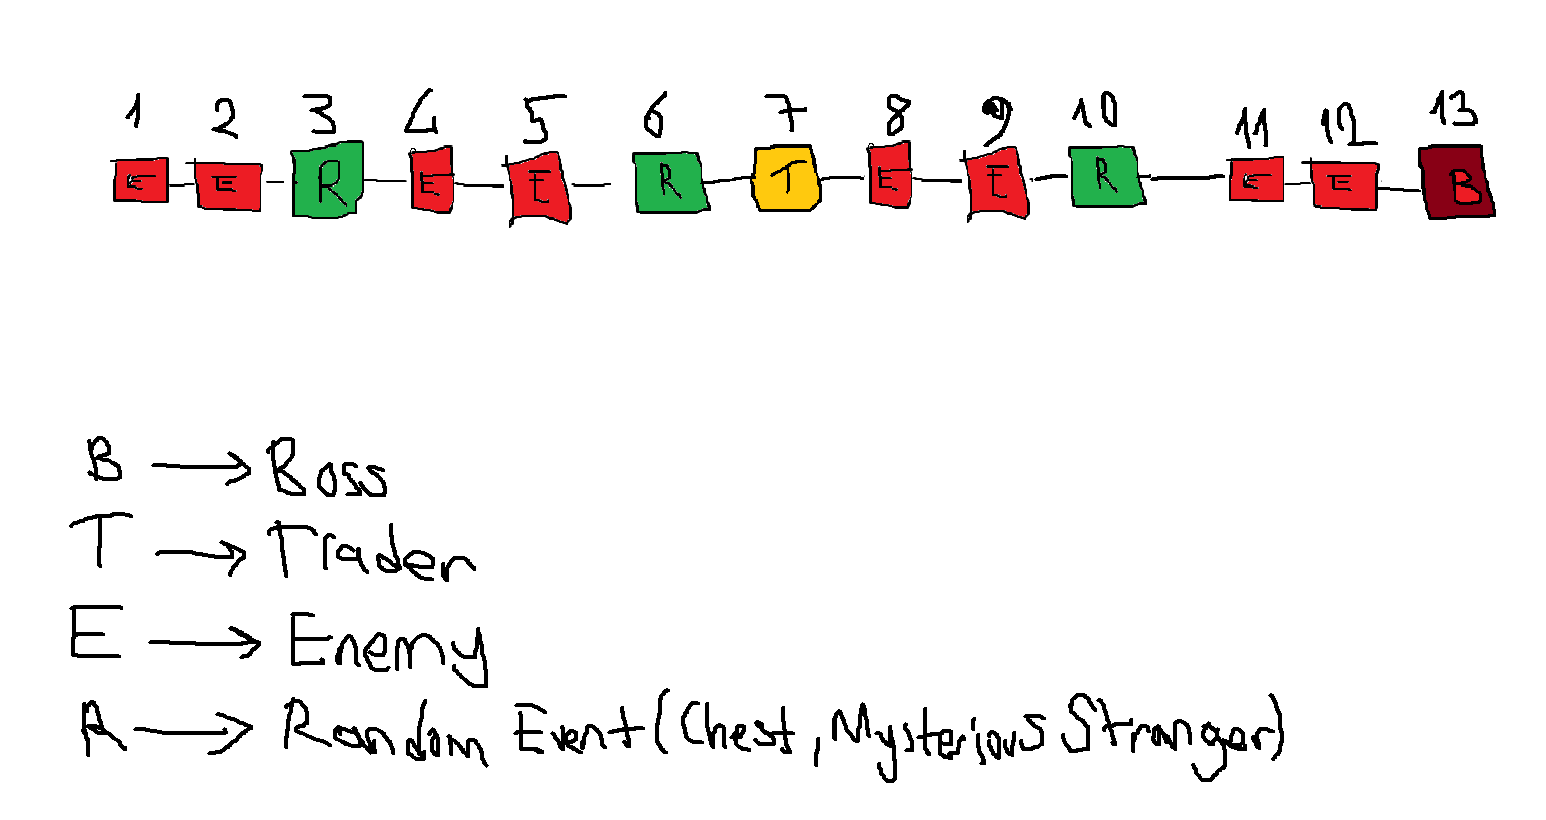 1 2 3 4 5 6 7 8 9 10 11 12 13
E E R E E R T E E R E E B
B → Boss
T → Trader
E → Enemy
R → Random Event (Chest, Mysterious Stranger)